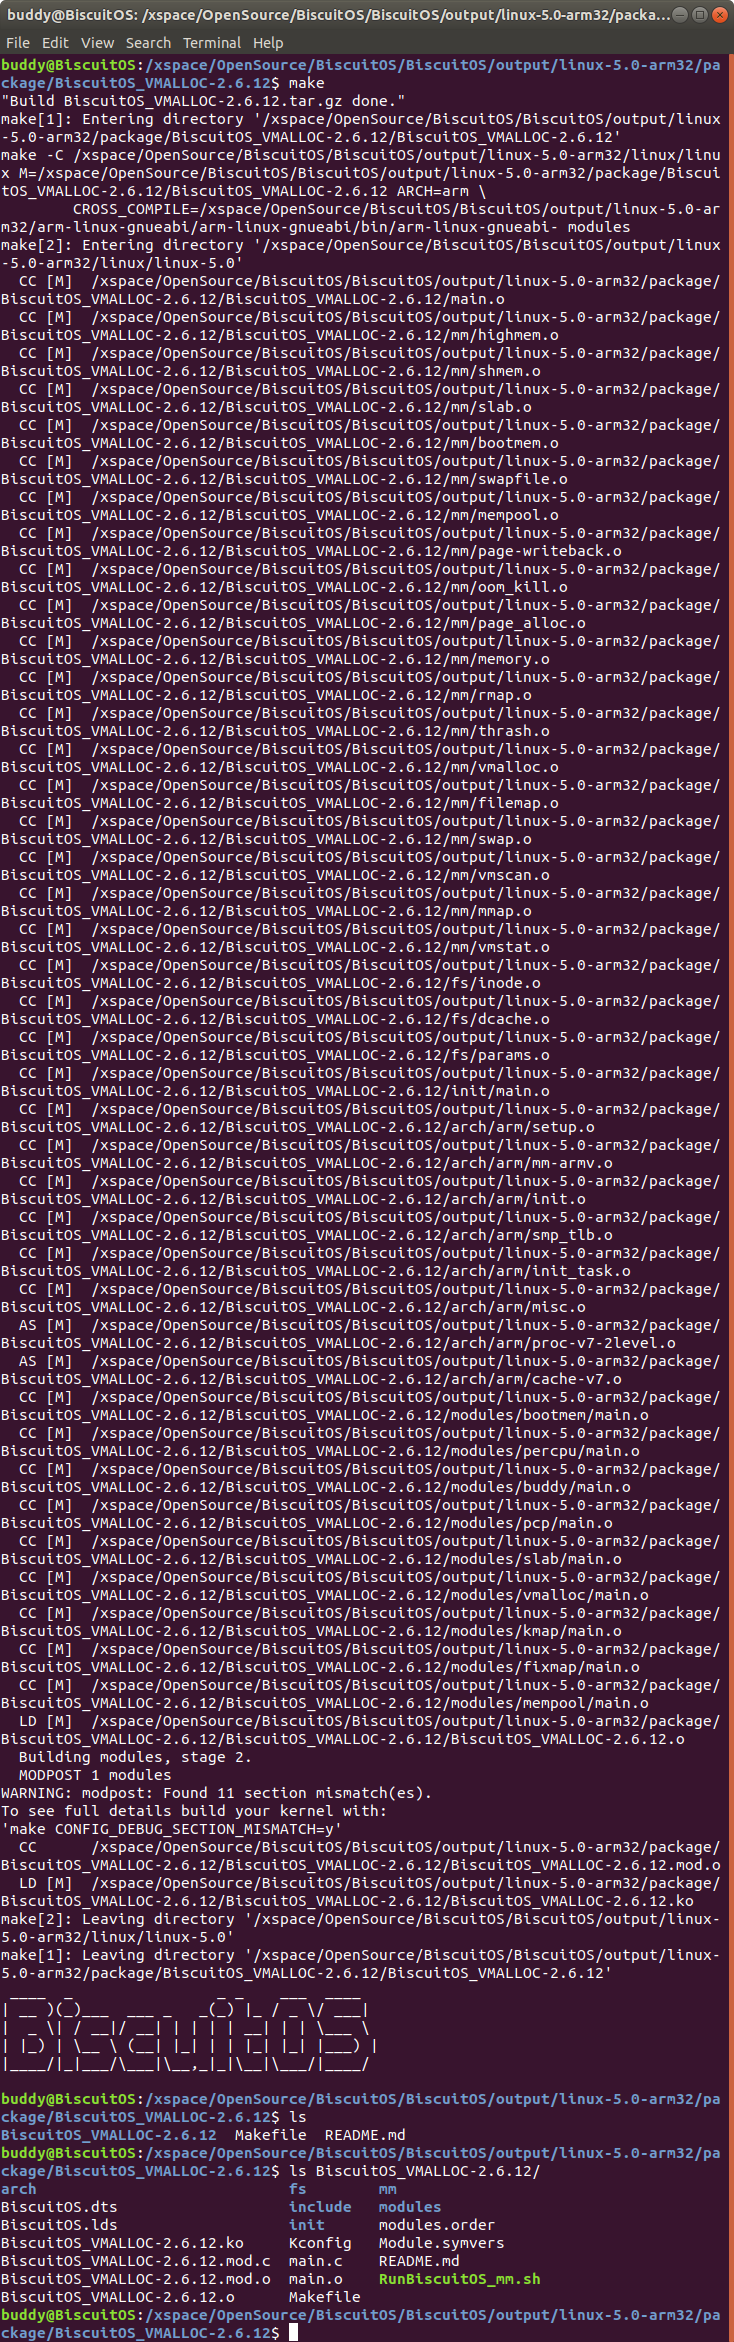 buddy@BiscuitOS: /xspace/OpenSource/BiscuitOS/BiscuitOS/output/linux-5.0-arm32/packa...
File Edit View Search Terminal Help
buddy@BiscuitOS:/xspace/OpenSource/BiscuitOS/BiscuitOS/output/linux-5.0-arm32/pa
ckage/BiscuitOS_VMALLOC-2.6.12$ make
"Build BiscuitOS_VMALLOC-2.6.12.tar.gz done."
make[1]: Entering directory '/xspace/OpenSource/BiscuitOS/BiscuitOS/output/linux
-5.0-arm32/package/BiscuitOS_VMALLOC-2.6.12/BiscuitOS_VMALLOC-2.6.12'
make -C /xspace/OpenSource/BiscuitOS/BiscuitOS/output/linux-5.0-arm32/linux/linu
x M=/xspace/OpenSource/BiscuitOS/BiscuitOS/output/linux-5.0-arm32/package/Biscui
tOS_VMALLOC-2.6.12/BiscuitOS_VMALLOC-2.6.12 ARCH=arm \
        CROSS_COMPILE=/xspace/OpenSource/BiscuitOS/BiscuitOS/output/linux-5.0-ar
m32/arm-linux-gnueabi/arm-linux-gnueabi/bin/arm-linux-gnueabi- modules
make[2]: Entering directory '/xspace/OpenSource/BiscuitOS/BiscuitOS/output/linux
-5.0-arm32/linux/linux-5.0'
  CC [M]  /xspace/OpenSource/BiscuitOS/BiscuitOS/output/linux-5.0-arm32/package/
BiscuitOS_VMALLOC-2.6.12/BiscuitOS_VMALLOC-2.6.12/main.o
  CC [M]  /xspace/OpenSource/BiscuitOS/BiscuitOS/output/linux-5.0-arm32/package/
BiscuitOS_VMALLOC-2.6.12/BiscuitOS_VMALLOC-2.6.12/mm/highmem.o
  CC [M]  /xspace/OpenSource/BiscuitOS/BiscuitOS/output/linux-5.0-arm32/package/
BiscuitOS_VMALLOC-2.6.12/BiscuitOS_VMALLOC-2.6.12/mm/shmem.o
  CC [M]  /xspace/OpenSource/BiscuitOS/BiscuitOS/output/linux-5.0-arm32/package/
BiscuitOS_VMALLOC-2.6.12/BiscuitOS_VMALLOC-2.6.12/mm/slab.o
  CC [M]  /xspace/OpenSource/BiscuitOS/BiscuitOS/output/linux-5.0-arm32/package/
BiscuitOS_VMALLOC-2.6.12/BiscuitOS_VMALLOC-2.6.12/mm/bootmem.o
  CC [M]  /xspace/OpenSource/BiscuitOS/BiscuitOS/output/linux-5.0-arm32/package/
BiscuitOS_VMALLOC-2.6.12/BiscuitOS_VMALLOC-2.6.12/mm/swapfile.o
  CC [M]  /xspace/OpenSource/BiscuitOS/BiscuitOS/output/linux-5.0-arm32/package/
BiscuitOS_VMALLOC-2.6.12/BiscuitOS_VMALLOC-2.6.12/mm/mempool.o
  CC [M]  /xspace/OpenSource/BiscuitOS/BiscuitOS/output/linux-5.0-arm32/package/
BiscuitOS_VMALLOC-2.6.12/BiscuitOS_VMALLOC-2.6.12/mm/page-writeback.o
  CC [M]  /xspace/OpenSource/BiscuitOS/BiscuitOS/output/linux-5.0-arm32/package/
BiscuitOS_VMALLOC-2.6.12/BiscuitOS_VMALLOC-2.6.12/mm/oom_kill.o
  CC [M]  /xspace/OpenSource/BiscuitOS/BiscuitOS/output/linux-5.0-arm32/package/
BiscuitOS_VMALLOC-2.6.12/BiscuitOS_VMALLOC-2.6.12/mm/page_alloc.o
  CC [M]  /xspace/OpenSource/BiscuitOS/BiscuitOS/output/linux-5.0-arm32/package/
BiscuitOS_VMALLOC-2.6.12/BiscuitOS_VMALLOC-2.6.12/mm/memory.o
  CC [M]  /xspace/OpenSource/BiscuitOS/BiscuitOS/output/linux-5.0-arm32/package/
BiscuitOS_VMALLOC-2.6.12/BiscuitOS_VMALLOC-2.6.12/mm/rmap.o
  CC [M]  /xspace/OpenSource/BiscuitOS/BiscuitOS/output/linux-5.0-arm32/package/
BiscuitOS_VMALLOC-2.6.12/BiscuitOS_VMALLOC-2.6.12/mm/thrash.o
  CC [M]  /xspace/OpenSource/BiscuitOS/BiscuitOS/output/linux-5.0-arm32/package/
BiscuitOS_VMALLOC-2.6.12/BiscuitOS_VMALLOC-2.6.12/mm/vmalloc.o
  CC [M]  /xspace/OpenSource/BiscuitOS/BiscuitOS/output/linux-5.0-arm32/package/
BiscuitOS_VMALLOC-2.6.12/BiscuitOS_VMALLOC-2.6.12/mm/filemap.o
  CC [M]  /xspace/OpenSource/BiscuitOS/BiscuitOS/output/linux-5.0-arm32/package/
BiscuitOS_VMALLOC-2.6.12/BiscuitOS_VMALLOC-2.6.12/mm/swap.o
  CC [M]  /xspace/OpenSource/BiscuitOS/BiscuitOS/output/linux-5.0-arm32/package/
BiscuitOS_VMALLOC-2.6.12/BiscuitOS_VMALLOC-2.6.12/mm/vmscan.o
  CC [M]  /xspace/OpenSource/BiscuitOS/BiscuitOS/output/linux-5.0-arm32/package/
BiscuitOS_VMALLOC-2.6.12/BiscuitOS_VMALLOC-2.6.12/mm/mmap.o
  CC [M]  /xspace/OpenSource/BiscuitOS/BiscuitOS/output/linux-5.0-arm32/package/
BiscuitOS_VMALLOC-2.6.12/BiscuitOS_VMALLOC-2.6.12/mm/vmstat.o
  CC [M]  /xspace/OpenSource/BiscuitOS/BiscuitOS/output/linux-5.0-arm32/package/
BiscuitOS_VMALLOC-2.6.12/BiscuitOS_VMALLOC-2.6.12/fs/inode.o
  CC [M]  /xspace/OpenSource/BiscuitOS/BiscuitOS/output/linux-5.0-arm32/package/
BiscuitOS_VMALLOC-2.6.12/BiscuitOS_VMALLOC-2.6.12/fs/dcache.o
  CC [M]  /xspace/OpenSource/BiscuitOS/BiscuitOS/output/linux-5.0-arm32/package/
BiscuitOS_VMALLOC-2.6.12/BiscuitOS_VMALLOC-2.6.12/fs/params.o
  CC [M]  /xspace/OpenSource/BiscuitOS/BiscuitOS/output/linux-5.0-arm32/package/
BiscuitOS_VMALLOC-2.6.12/BiscuitOS_VMALLOC-2.6.12/init/main.o
  CC [M]  /xspace/OpenSource/BiscuitOS/BiscuitOS/output/linux-5.0-arm32/package/
BiscuitOS_VMALLOC-2.6.12/BiscuitOS_VMALLOC-2.6.12/arch/arm/setup.o
  CC [M]  /xspace/OpenSource/BiscuitOS/BiscuitOS/output/linux-5.0-arm32/package/
BiscuitOS_VMALLOC-2.6.12/BiscuitOS_VMALLOC-2.6.12/arch/arm/mm-armv.o
  CC [M]  /xspace/OpenSource/BiscuitOS/BiscuitOS/output/linux-5.0-arm32/package/
BiscuitOS_VMALLOC-2.6.12/BiscuitOS_VMALLOC-2.6.12/arch/arm/init.o
  CC [M]  /xspace/OpenSource/BiscuitOS/BiscuitOS/output/linux-5.0-arm32/package/
BiscuitOS_VMALLOC-2.6.12/BiscuitOS_VMALLOC-2.6.12/arch/arm/smp_tlb.o
  CC [M]  /xspace/OpenSource/BiscuitOS/BiscuitOS/output/linux-5.0-arm32/package/
BiscuitOS_VMALLOC-2.6.12/BiscuitOS_VMALLOC-2.6.12/arch/arm/init_task.o
  CC [M]  /xspace/OpenSource/BiscuitOS/BiscuitOS/output/linux-5.0-arm32/package/
BiscuitOS_VMALLOC-2.6.12/BiscuitOS_VMALLOC-2.6.12/arch/arm/misc.o
  AS [M]  /xspace/OpenSource/BiscuitOS/BiscuitOS/output/linux-5.0-arm32/package/
BiscuitOS_VMALLOC-2.6.12/BiscuitOS_VMALLOC-2.6.12/arch/arm/proc-v7-2level.o
  AS [M]  /xspace/OpenSource/BiscuitOS/BiscuitOS/output/linux-5.0-arm32/package/
BiscuitOS_VMALLOC-2.6.12/BiscuitOS_VMALLOC-2.6.12/arch/arm/cache-v7.o
  CC [M]  /xspace/OpenSource/BiscuitOS/BiscuitOS/output/linux-5.0-arm32/package/
BiscuitOS_VMALLOC-2.6.12/BiscuitOS_VMALLOC-2.6.12/modules/bootmem/main.o
  CC [M]  /xspace/OpenSource/BiscuitOS/BiscuitOS/output/linux-5.0-arm32/package/
BiscuitOS_VMALLOC-2.6.12/BiscuitOS_VMALLOC-2.6.12/modules/percpu/main.o
  CC [M]  /xspace/OpenSource/BiscuitOS/BiscuitOS/output/linux-5.0-arm32/package/
BiscuitOS_VMALLOC-2.6.12/BiscuitOS_VMALLOC-2.6.12/modules/buddy/main.o
  CC [M]  /xspace/OpenSource/BiscuitOS/BiscuitOS/output/linux-5.0-arm32/package/
BiscuitOS_VMALLOC-2.6.12/BiscuitOS_VMALLOC-2.6.12/modules/pcp/main.o
  CC [M]  /xspace/OpenSource/BiscuitOS/BiscuitOS/output/linux-5.0-arm32/package/
BiscuitOS_VMALLOC-2.6.12/BiscuitOS_VMALLOC-2.6.12/modules/slab/main.o
  CC [M]  /xspace/OpenSource/BiscuitOS/BiscuitOS/output/linux-5.0-arm32/package/
BiscuitOS_VMALLOC-2.6.12/BiscuitOS_VMALLOC-2.6.12/modules/vmalloc/main.o
  CC [M]  /xspace/OpenSource/BiscuitOS/BiscuitOS/output/linux-5.0-arm32/package/
BiscuitOS_VMALLOC-2.6.12/BiscuitOS_VMALLOC-2.6.12/modules/kmap/main.o
  CC [M]  /xspace/OpenSource/BiscuitOS/BiscuitOS/output/linux-5.0-arm32/package/
BiscuitOS_VMALLOC-2.6.12/BiscuitOS_VMALLOC-2.6.12/modules/fixmap/main.o
  CC [M]  /xspace/OpenSource/BiscuitOS/BiscuitOS/output/linux-5.0-arm32/package/
BiscuitOS_VMALLOC-2.6.12/BiscuitOS_VMALLOC-2.6.12/modules/mempool/main.o
  LD [M]  /xspace/OpenSource/BiscuitOS/BiscuitOS/output/linux-5.0-arm32/package/
BiscuitOS_VMALLOC-2.6.12/BiscuitOS_VMALLOC-2.6.12/BiscuitOS_VMALLOC-2.6.12.o
  Building modules, stage 2.
  MODPOST 1 modules
WARNING: modpost: Found 11 section mismatch(es).
To see full details build your kernel with:
'make CONFIG_DEBUG_SECTION_MISMATCH=y'
  CC      /xspace/OpenSource/BiscuitOS/BiscuitOS/output/linux-5.0-arm32/package/
BiscuitOS_VMALLOC-2.6.12/BiscuitOS_VMALLOC-2.6.12/BiscuitOS_VMALLOC-2.6.12.mod.o
  LD [M]  /xspace/OpenSource/BiscuitOS/BiscuitOS/output/linux-5.0-arm32/package/
BiscuitOS_VMALLOC-2.6.12/BiscuitOS_VMALLOC-2.6.12/BiscuitOS_VMALLOC-2.6.12.ko
make[2]: Leaving directory '/xspace/OpenSource/BiscuitOS/BiscuitOS/output/linux-
5.0-arm32/linux/linux-5.0'
make[1]: Leaving directory '/xspace/OpenSource/BiscuitOS/BiscuitOS/output/linux-
5.0-arm32/package/BiscuitOS_VMALLOC-2.6.12/BiscuitOS_VMALLOC-2.6.12'
 ____  _                _ _    ___  ____
| __ )(_)___  ___ _   _(_) |_ / _ \/ ___|
|  _ \| / __|/ __| | | | | __| | | \___ \
| |_) | \__ \ (__| |_| | | |_| |_| |___) |
|____/|_|___/\___|\__,_|_|\__|\___/|____/
buddy@BiscuitOS:/xspace/OpenSource/BiscuitOS/BiscuitOS/output/linux-5.0-arm32/pa
ckage/BiscuitOS_VMALLOC-2.6.12$ ls
BiscuitOS_VMALLOC-2.6.12  Makefile  README.md
buddy@BiscuitOS:/xspace/OpenSource/BiscuitOS/BiscuitOS/output/linux-5.0-arm32/pa
ckage/BiscuitOS_VMALLOC-2.6.12$ ls BiscuitOS_VMALLOC-2.6.12/
arch                            fs        mm
BiscuitOS.dts                   include   modules
BiscuitOS.lds                   init      modules.order
BiscuitOS_VMALLOC-2.6.12.ko     Kconfig   Module.symvers
BiscuitOS_VMALLOC-2.6.12.mod.c  main.c    README.md
BiscuitOS_VMALLOC-2.6.12.mod.o  main.o    RunBiscuitOS_mm.sh
BiscuitOS_VMALLOC-2.6.12.o      Makefile
buddy@BiscuitOS:/xspace/OpenSource/BiscuitOS/BiscuitOS/output/linux-5.0-arm32/pa
ckage/BiscuitOS_VMALLOC-2.6.12$